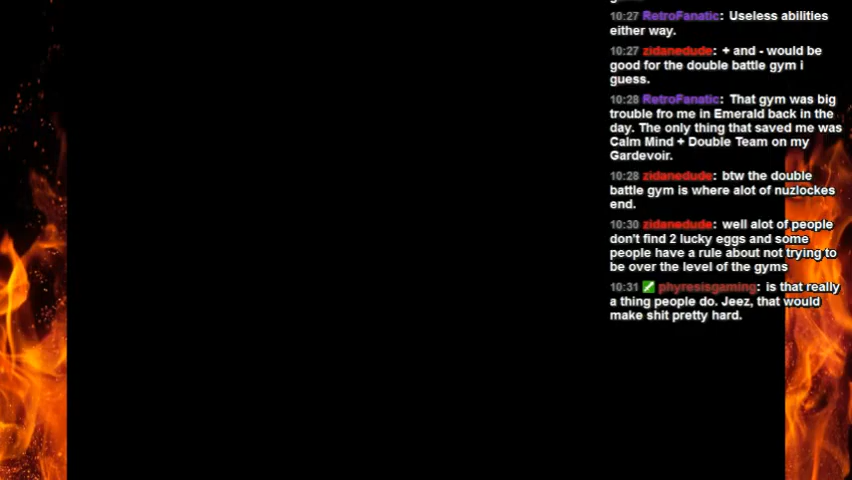 10:27 RetroFanatic: Useless abilities
either way.
10:27 zidanedude: + and - would be
good for the double battle gym i
guess.
10:28 RetroFanatic: That gym was big
trouble fro me in Emerald back in the
day. The only thing that saved me was
Calm Mind + Double Team on my
Gardevoir.
10:28 zidanedude: btw the double
battle gym is where alot of nuzlockes
end.
10:30 zidanedude: well alot of people
don't find 2 lucky eggs and some
people have a rule about not trying to
be over the level of the gyms
10:31 phyresisgaming: is that really
a thing people do. Jeez, that would
make shit pretty hard.